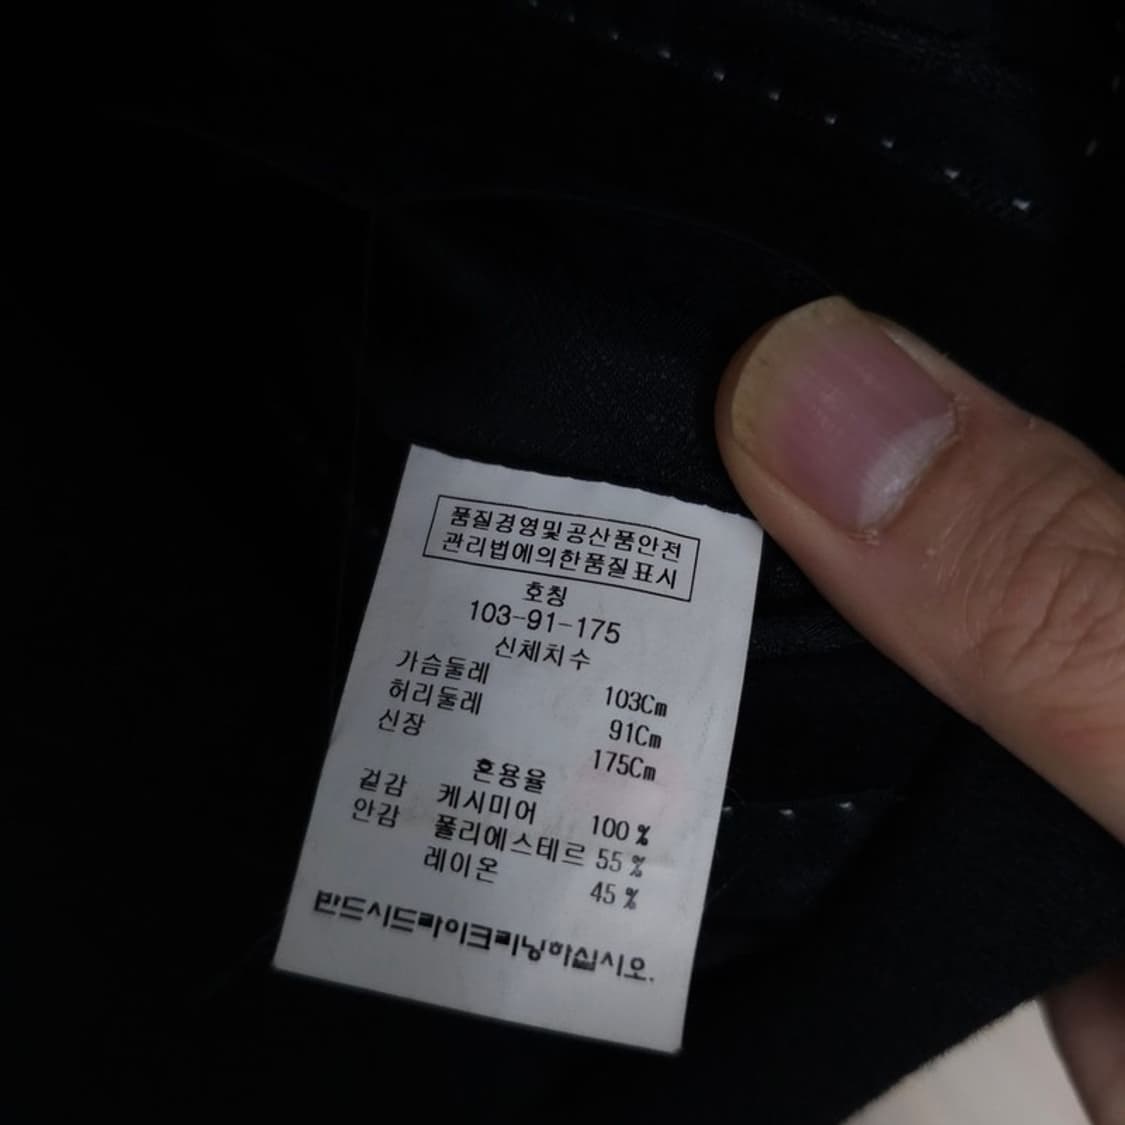 품질경영및공산품안전
관리법에의한품질표시
호칭
103-91-175
신체치수
가슴둘레 103Cm
허리둘레 91Cm
신장 175Cm
혼용율
겉감 케시미어 100 %
안감 폴리에스테르 55 %
레이온 45 %
반드시드라이크리닝하십시오.